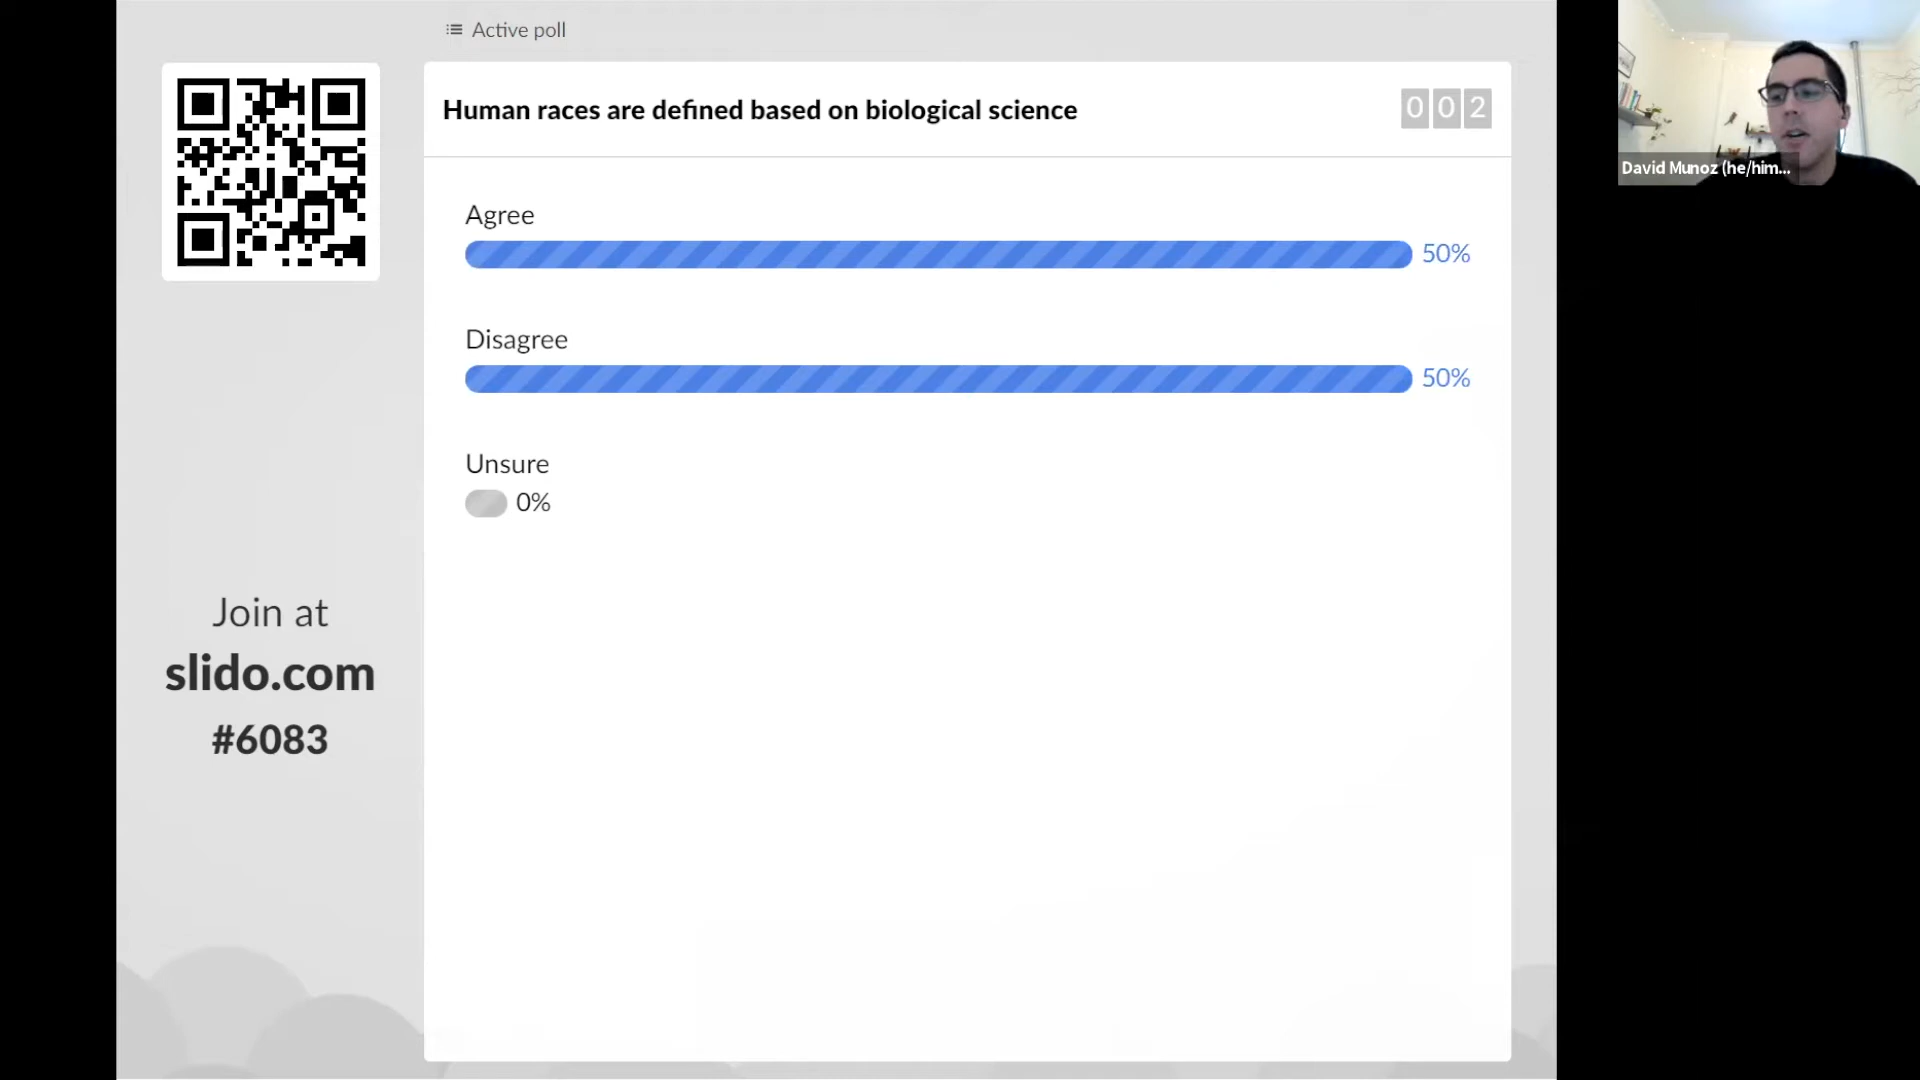 Active poll
Human races are defined based on biological science
002
Agree
50%
Disagree
50%
Unsure
0%
Join at
slido.com
#6083
David Munoz (he/him...